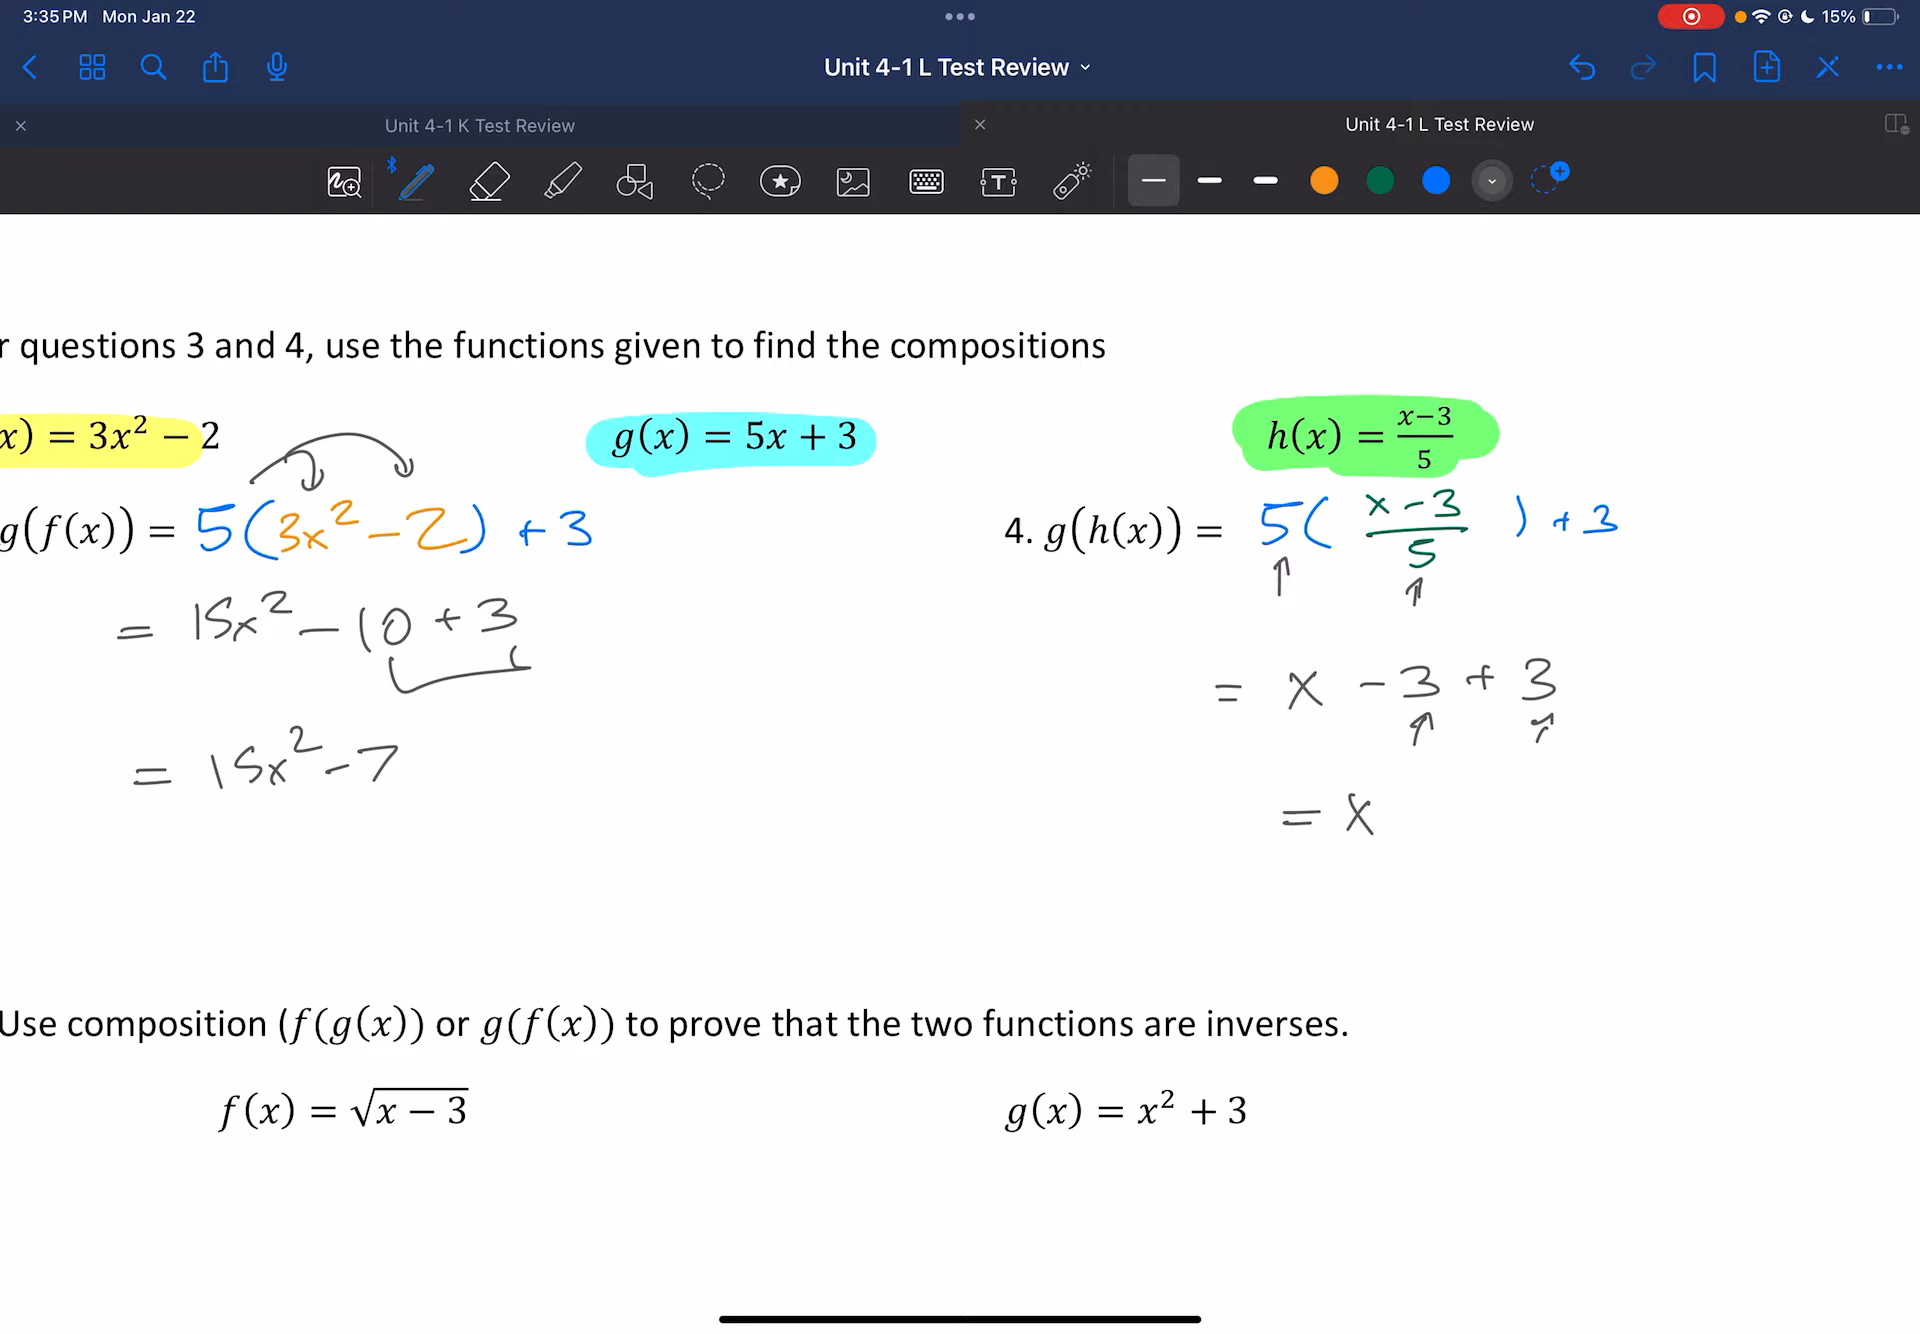 3:35 PM Mon Jan 22
15%
Unit 4-1 L Test Review
Unit 4-1 K Test Review
Unit 4-1 L Test Review
r questions 3 and 4, use the functions given to find the compositions
x) = 3x² − 2
g(x) = 5x + 3
h(x) = (x−3)/5
g(f(x)) = 5(3x² − 2) + 3
= 15x² − 10 + 3
= 15x² − 7
4. g(h(x)) = 5( (x − 3)/5 ) + 3
= x − 3 + 3
= x
Use composition (f(g(x)) or g(f(x)) to prove that the two functions are inverses.
f(x) = √(x − 3)
g(x) = x² + 3